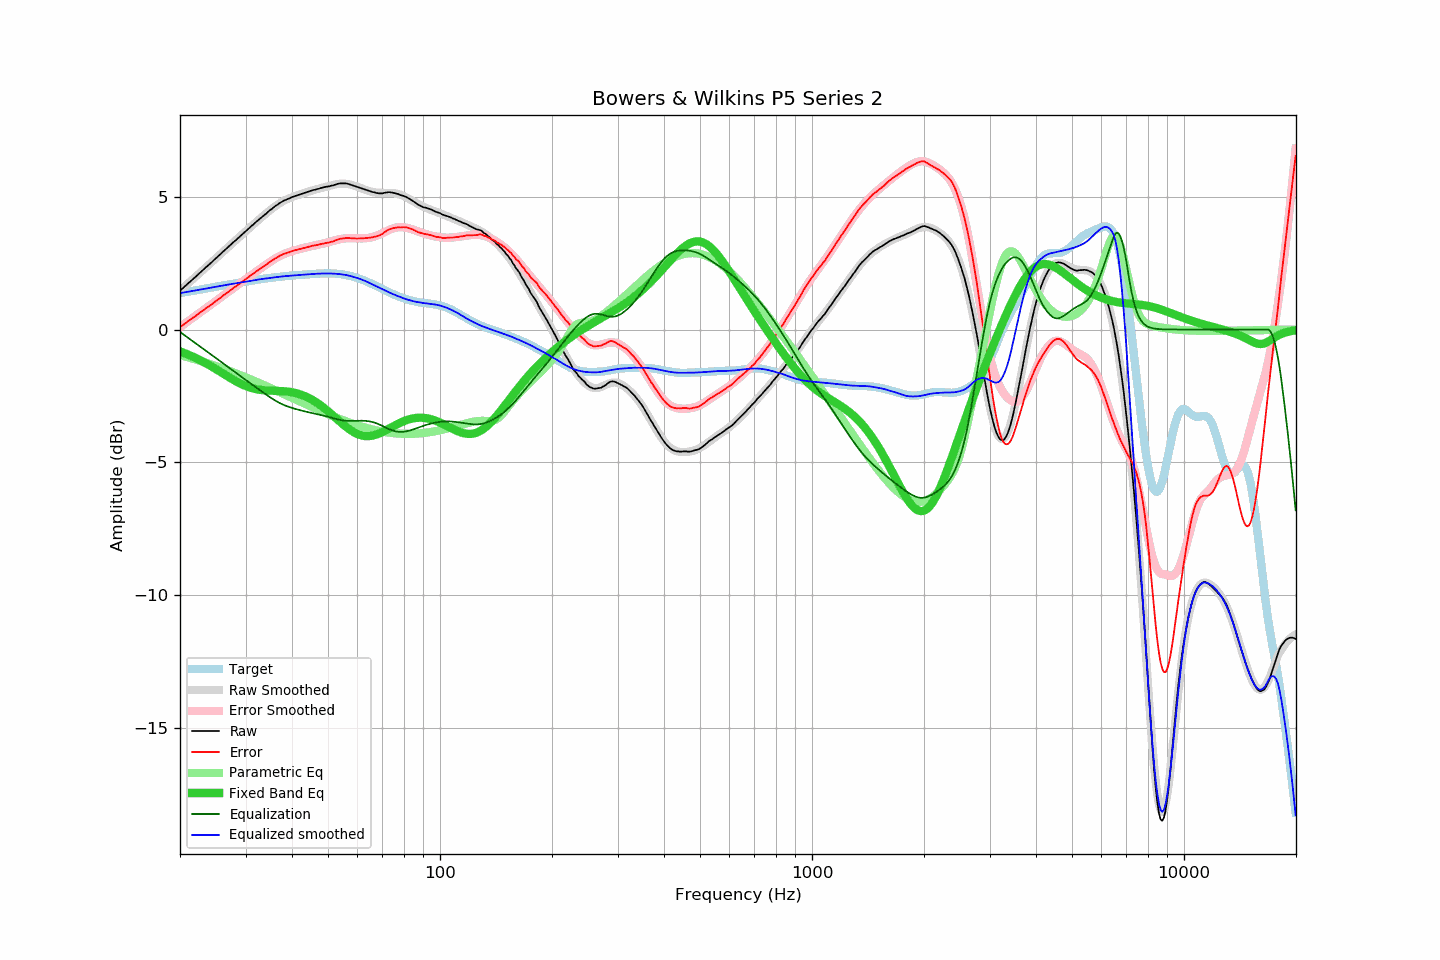 Bowers & Wilkins P5 Series 2
Amplitude (dBr)
5
0
−5
−10
−15
Target
Raw Smoothed
Error Smoothed
Raw
Error
Parametric Eq
Fixed Band Eq
Equalization
Equalized smoothed
100
1000
10000
Frequency (Hz)